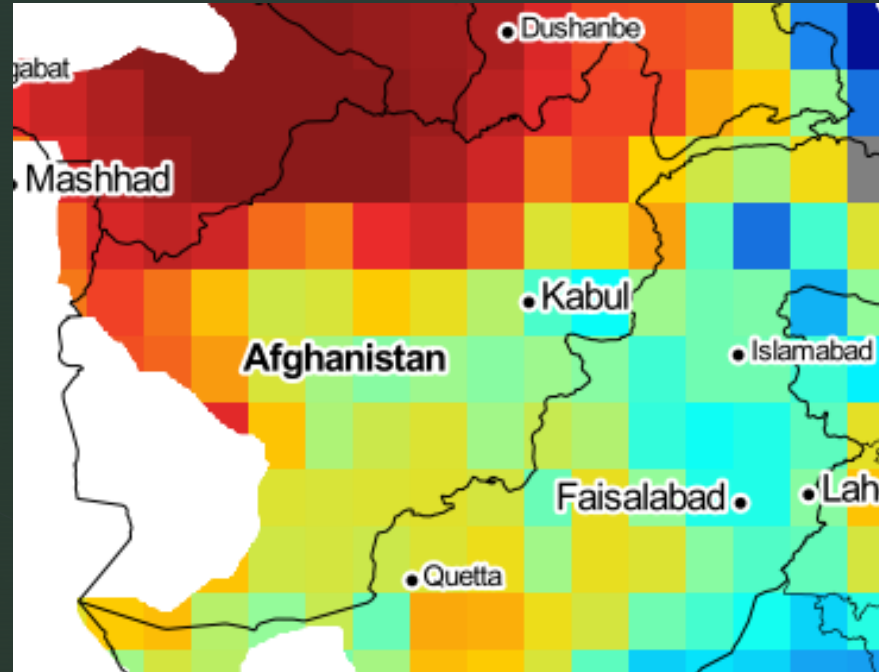 Dushanbe
gabat
Mashhad
Kabul
Islamabad
Afghanistan
Faisalabad
Lah
Quetta